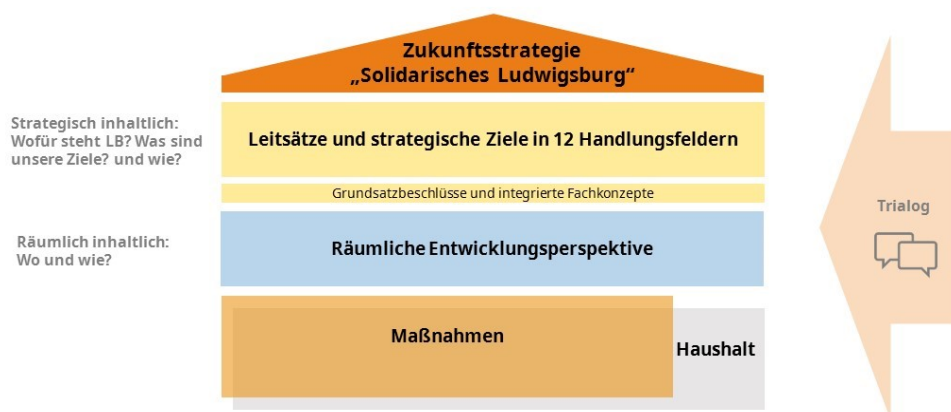 Zukunftsstrategie
„Solidarisches Ludwigsburg“
Strategisch inhaltlich:
Wofür steht LB? Was sind
unsere Ziele? und wie?
Leitsätze und strategische Ziele in 12 Handlungsfeldern
Grundsatzbeschlüsse und integrierte Fachkonzepte
Räumlich inhaltlich:
Wo und wie?
Räumliche Entwicklungsperspektive
Trialog
Maßnahmen
Haushalt